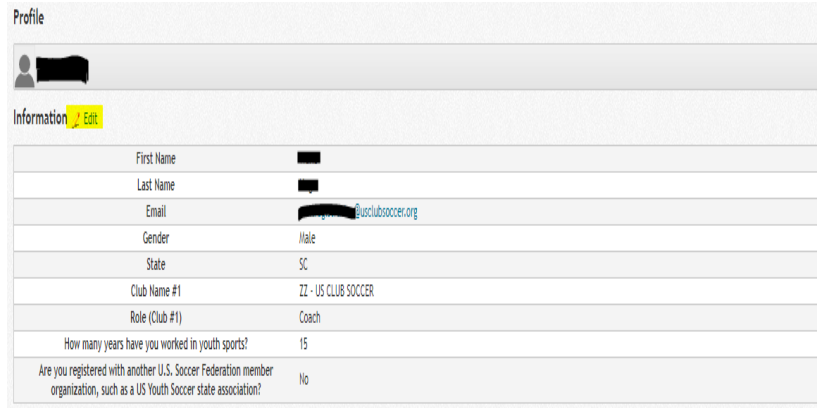 Profile
Information Edit
First Name
Last Name
Email @usclubsoccer.org
Gender Male
State SC
Club Name #1 ZZ - US CLUB SOCCER
Role (Club #1) Coach
How many years have you worked in youth sports? 15
Are you registered with another U.S. Soccer Federation member
organization, such as a US Youth Soccer state association? No